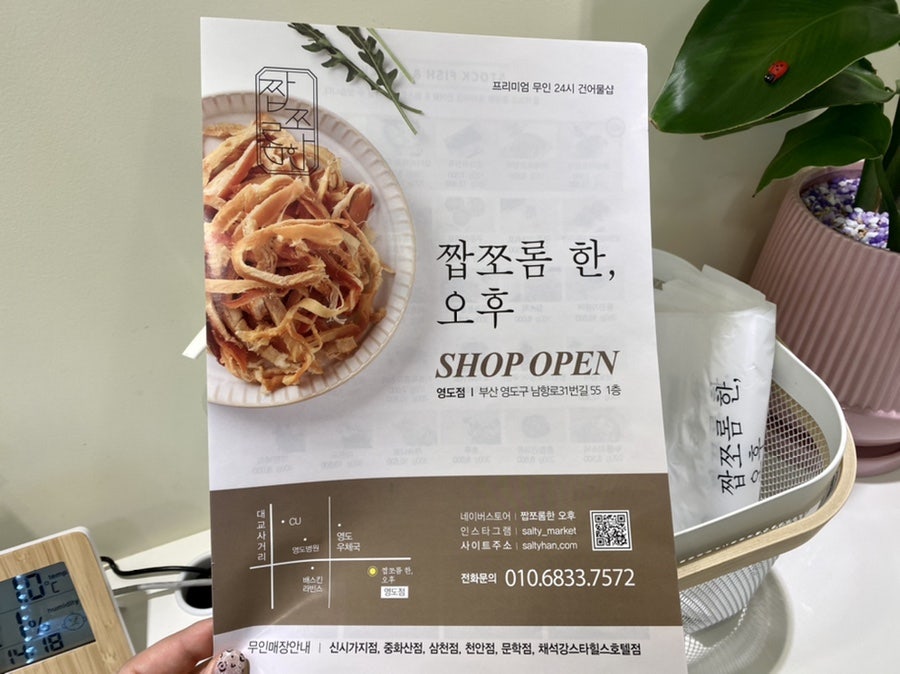 프리미엄 무인 24시 건어물샵
짭쪼롬 한,
오후
SHOP OPEN
영도점 | 부산 영도구 남항로31번길 55 1층
대교사거리
CU
영도병원
영도
우체국
배스킨
라빈스
짭쪼롬 한,
오후
영도점
네이버스토어 | 짭쪼롬한 오후
인스타그램 | salty_market
사이트주소 | saltyhan.com
전화문의 010.6833.7572
무인매장안내 | 신시가지점, 중화산점, 삼천점, 천안점, 문학점, 채석강스타힐스호텔점
짭쪼롬 한,
오후
temp
℃
humidity
%
14:18